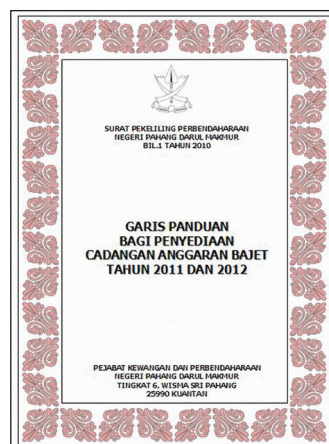 SURAT PEKELILING PERBENDAHARAAN
NEGERI PAHANG DARUL MAKMUR
BIL.1 TAHUN 2010
GARIS PANDUAN
BAGI PENYEDIAAN
CADANGAN ANGGARAN BAJET
TAHUN 2011 DAN 2012
PEJABAT KEWANGAN DAN PERBENDAHARAAN
NEGERI PAHANG DARUL MAKMUR
TINGKAT 6, WISMA SRI PAHANG
25990 KUANTAN